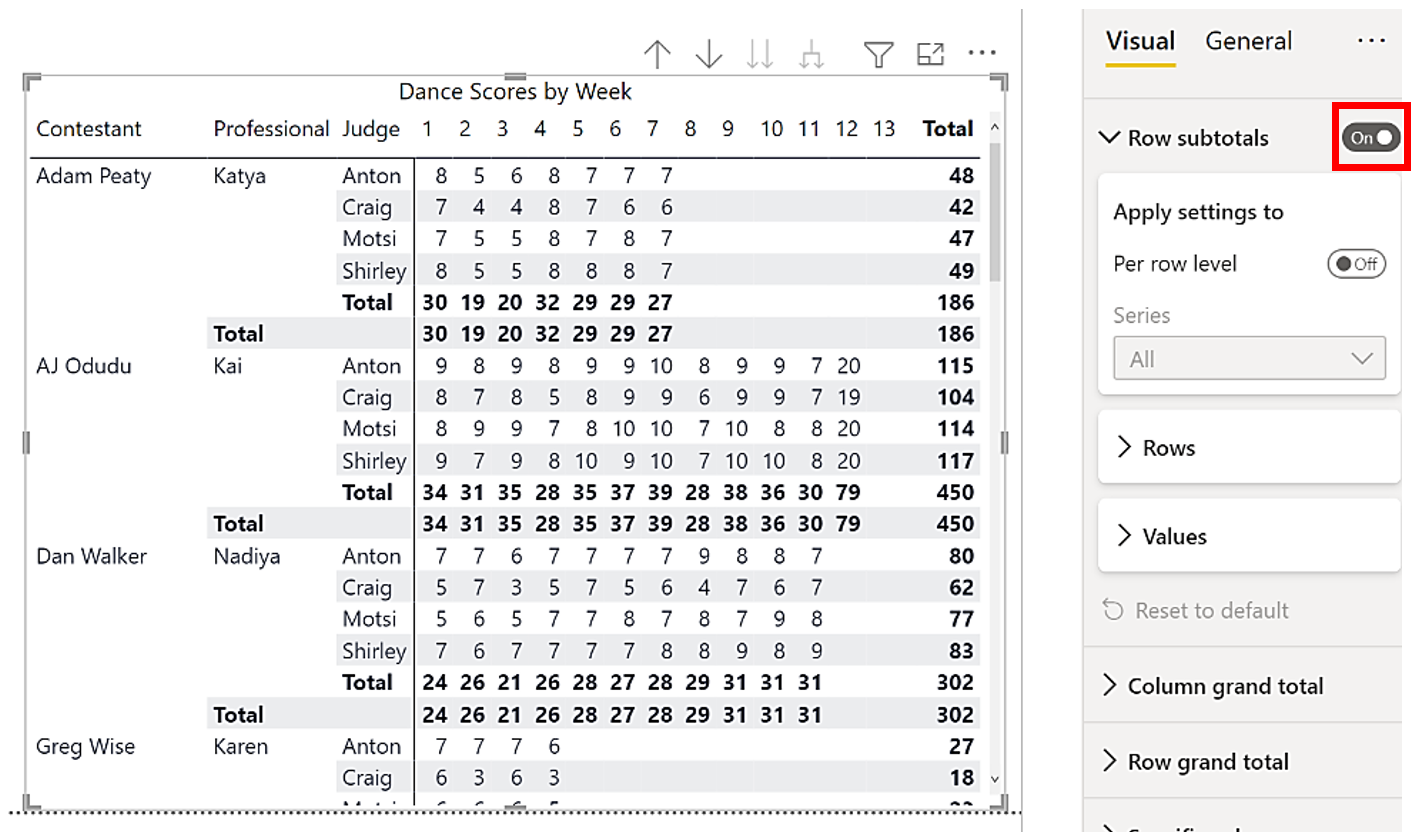 Dance Scores by Week
Contestant Professional Judge 1 2 3 4 5 6 7 8 9 10 11 12 13 Total
Adam Peaty Katya Anton 8 5 6 8 7 7 7 48
Craig 7 4 4 8 7 6 6 42
Motsi 7 5 5 8 7 8 7 47
Shirley 8 5 5 8 8 8 7 49
Total 30 19 20 32 29 29 27 186
Total 30 19 20 32 29 29 27 186
AJ Odudu Kai Anton 9 8 9 8 9 9 10 8 9 9 7 20 115
Craig 8 7 8 5 8 9 9 6 9 9 7 19 104
Motsi 8 9 9 7 8 10 10 7 10 8 8 20 114
Shirley 9 7 9 8 10 9 10 7 10 10 8 20 117
Total 34 31 35 28 35 37 39 28 38 36 30 79 450
Total 34 31 35 28 35 37 39 28 38 36 30 79 450
Dan Walker Nadiya Anton 7 7 6 7 7 7 7 9 8 8 7 80
Craig 5 7 3 5 7 5 6 4 7 6 7 62
Motsi 5 6 5 7 7 8 7 8 7 9 8 77
Shirley 7 6 7 7 7 7 8 8 9 8 9 83
Total 24 26 21 26 28 27 28 29 31 31 31 302
Total 24 26 21 26 28 27 28 29 31 31 31 302
Greg Wise Karen Anton 7 7 7 6 27
Craig 6 3 6 3 18
Visual General
Row subtotals On
Apply settings to
Per row level Off
Series
All
Rows
Values
Reset to default
Column grand total
Row grand total